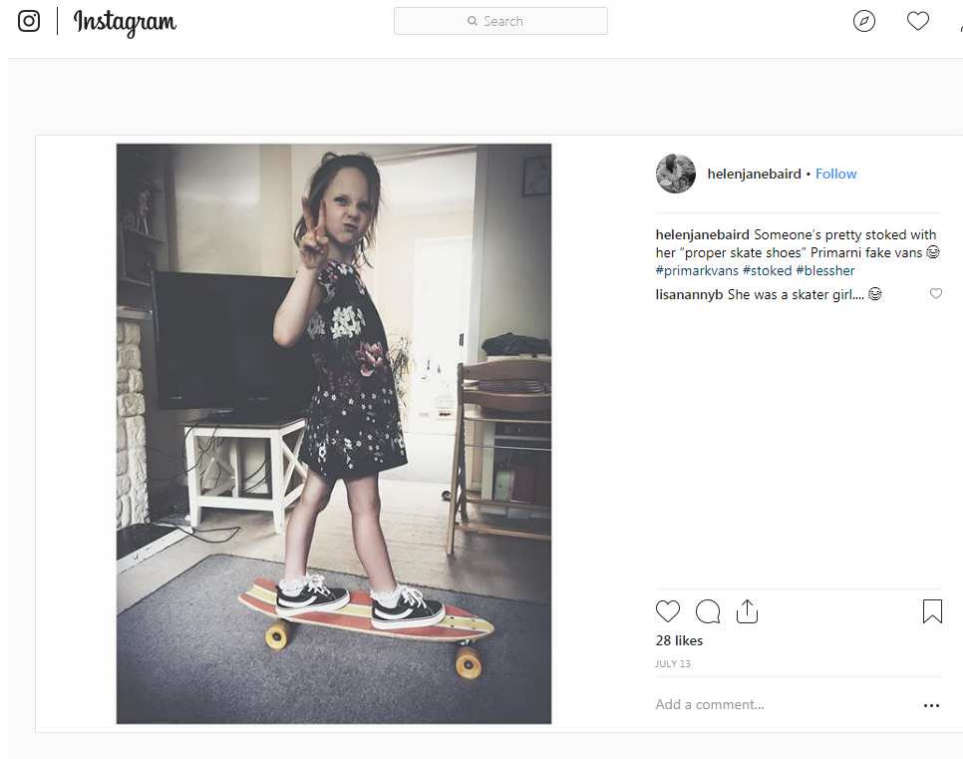 Instagram
Search
helenjanebaird • Follow
helenjanebaird Someone's pretty stoked with
her "proper skate shoes" Primarni fake vans 😂
#primarkvans #stoked #blessher
lisanannyb She was a skater girl.... 😂
28 likes
JULY 13
Add a comment...